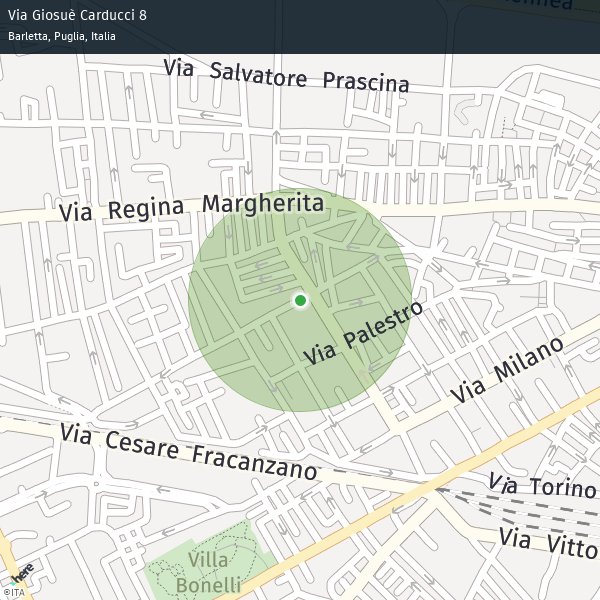 Via Giosuè Carducci 8
Barletta, Puglia, Italia
Via Salvatore Prascina
Via Regina Margherita
Via Palestro
Via Milano
Via Cesare Fracanzano
Via Torino
Via Vitto
Villa
Bonelli
here
©ITA